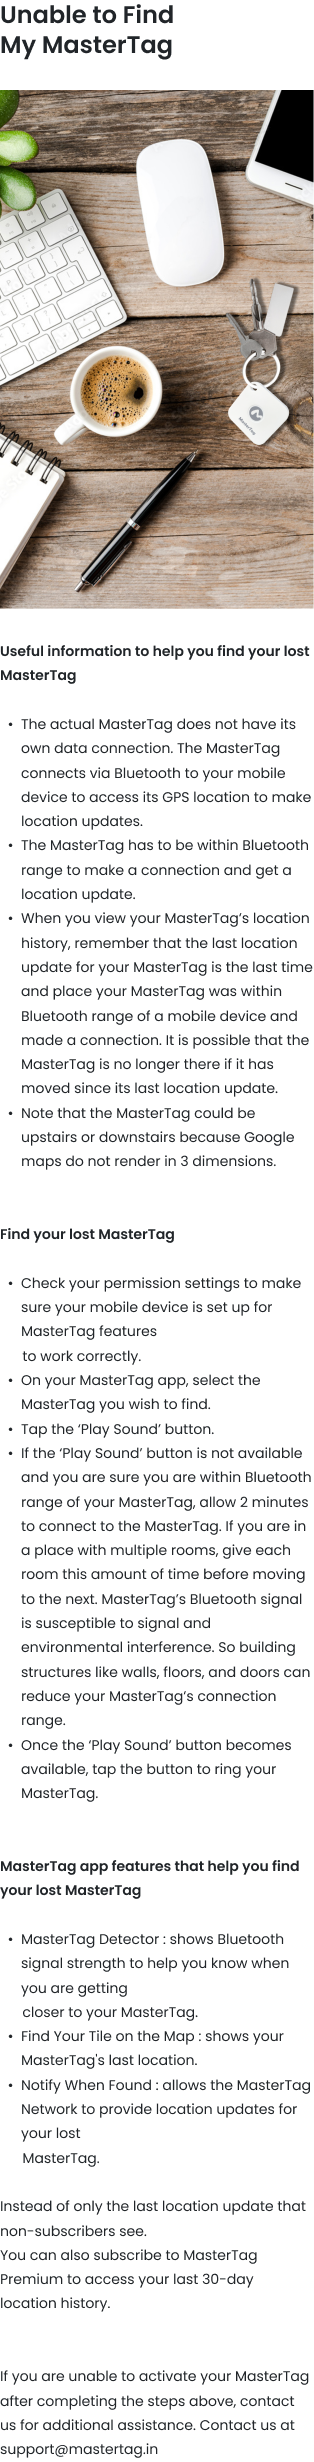 Unable to Find
My MasterTag
MasterTag
Useful information to help you find your lost
MasterTag
• The actual MasterTag does not have its
own data connection. The MasterTag
connects via Bluetooth to your mobile
device to access its GPS location to make
location updates.
• The MasterTag has to be within Bluetooth
range to make a connection and get a
location update.
• When you view your MasterTag’s location
history, remember that the last location
update for your MasterTag is the last time
and place your MasterTag was within
Bluetooth range of a mobile device and
made a connection. It is possible that the
MasterTag is no longer there if it has
moved since its last location update.
• Note that the MasterTag could be
upstairs or downstairs because Google
maps do not render in 3 dimensions.
Find your lost MasterTag
• Check your permission settings to make
sure your mobile device is set up for
MasterTag features
to work correctly.
• On your MasterTag app, select the
MasterTag you wish to find.
• Tap the ‘Play Sound’ button.
• If the ‘Play Sound’ button is not available
and you are sure you are within Bluetooth
range of your MasterTag, allow 2 minutes
to connect to the MasterTag. If you are in
a place with multiple rooms, give each
room this amount of time before moving
to the next. MasterTag’s Bluetooth signal
is susceptible to signal and
environmental interference. So building
structures like walls, floors, and doors can
reduce your MasterTag’s connection
range.
• Once the ‘Play Sound’ button becomes
available, tap the button to ring your
MasterTag.
MasterTag app features that help you find
your lost MasterTag
• MasterTag Detector : shows Bluetooth
signal strength to help you know when
you are getting
closer to your MasterTag.
• Find Your Tile on the Map : shows your
MasterTag's last location.
• Notify When Found : allows the MasterTag
Network to provide location updates for
your lost
MasterTag.
Instead of only the last location update that
non-subscribers see.
You can also subscribe to MasterTag
Premium to access your last 30-day
location history.
If you are unable to activate your MasterTag
after completing the steps above, contact
us for additional assistance. Contact us at
support@mastertag.in